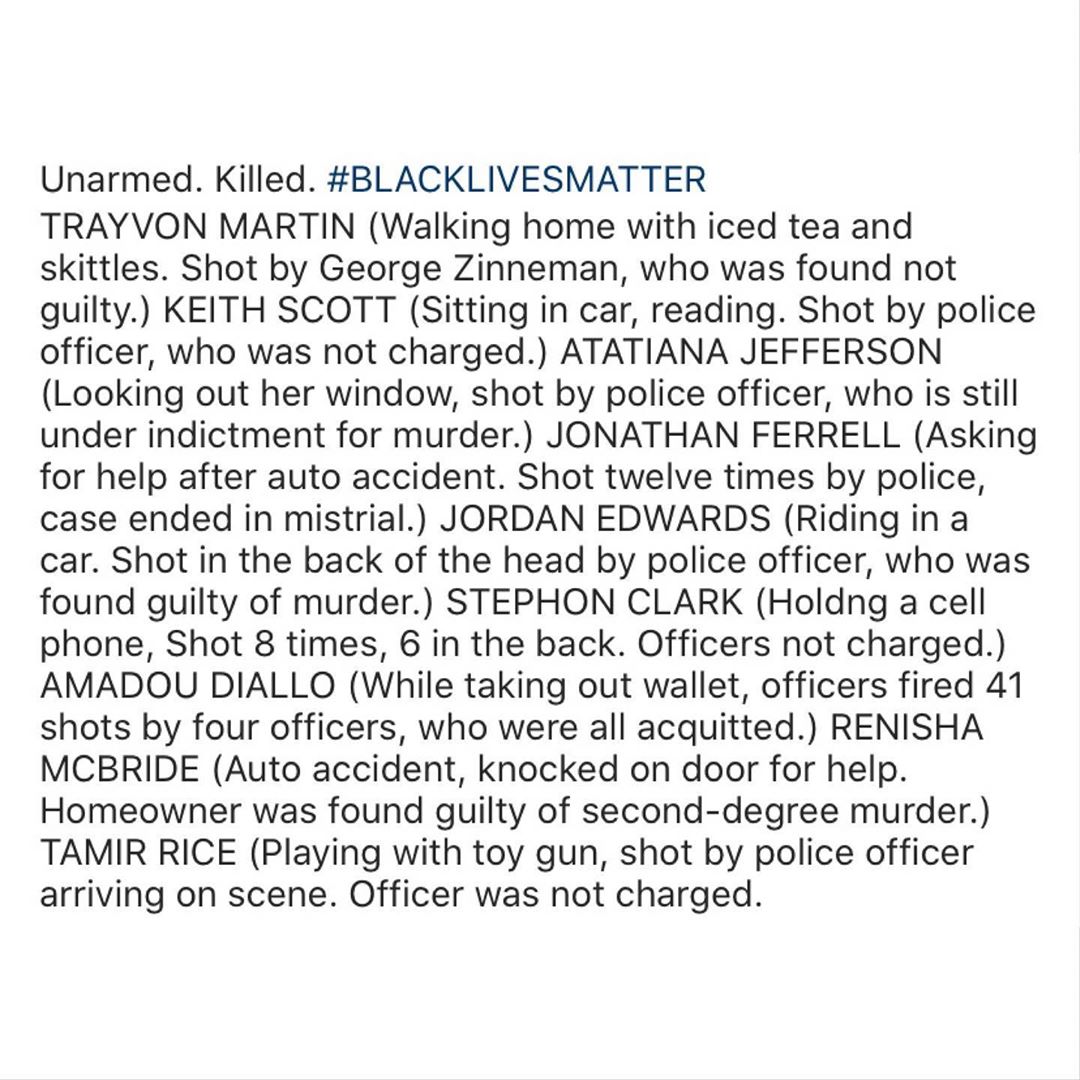 Unarmed. Killed. #BLACKLIVESMATTER
TRAYVON MARTIN (Walking home with iced tea and
skittles. Shot by George Zinneman, who was found not
guilty.) KEITH SCOTT (Sitting in car, reading. Shot by police
officer, who was not charged.) ATATIANA JEFFERSON
(Looking out her window, shot by police officer, who is still
under indictment for murder.) JONATHAN FERRELL (Asking
for help after auto accident. Shot twelve times by police,
case ended in mistrial.) JORDAN EDWARDS (Riding in a
car. Shot in the back of the head by police officer, who was
found guilty of murder.) STEPHON CLARK (Holdng a cell
phone, Shot 8 times, 6 in the back. Officers not charged.)
AMADOU DIALLO (While taking out wallet, officers fired 41
shots by four officers, who were all acquitted.) RENISHA
MCBRIDE (Auto accident, knocked on door for help.
Homeowner was found guilty of second-degree murder.)
TAMIR RICE (Playing with toy gun, shot by police officer
arriving on scene. Officer was not charged.